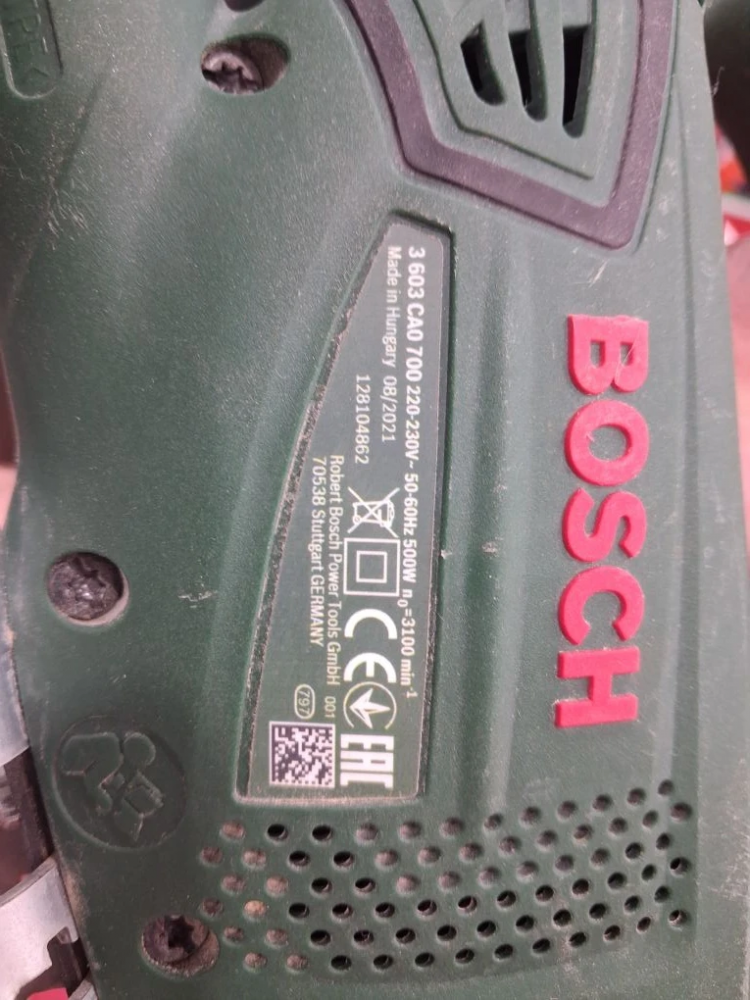 BOSCH
3 603 CA0 700 220-230V~ 50-60Hz 500W n₀=3100 min⁻¹
Made in Hungary 08/2021
128104862
CE
EAC
Robert Bosch Power Tools GmbH 001
70538 Stuttgart GERMANY
797